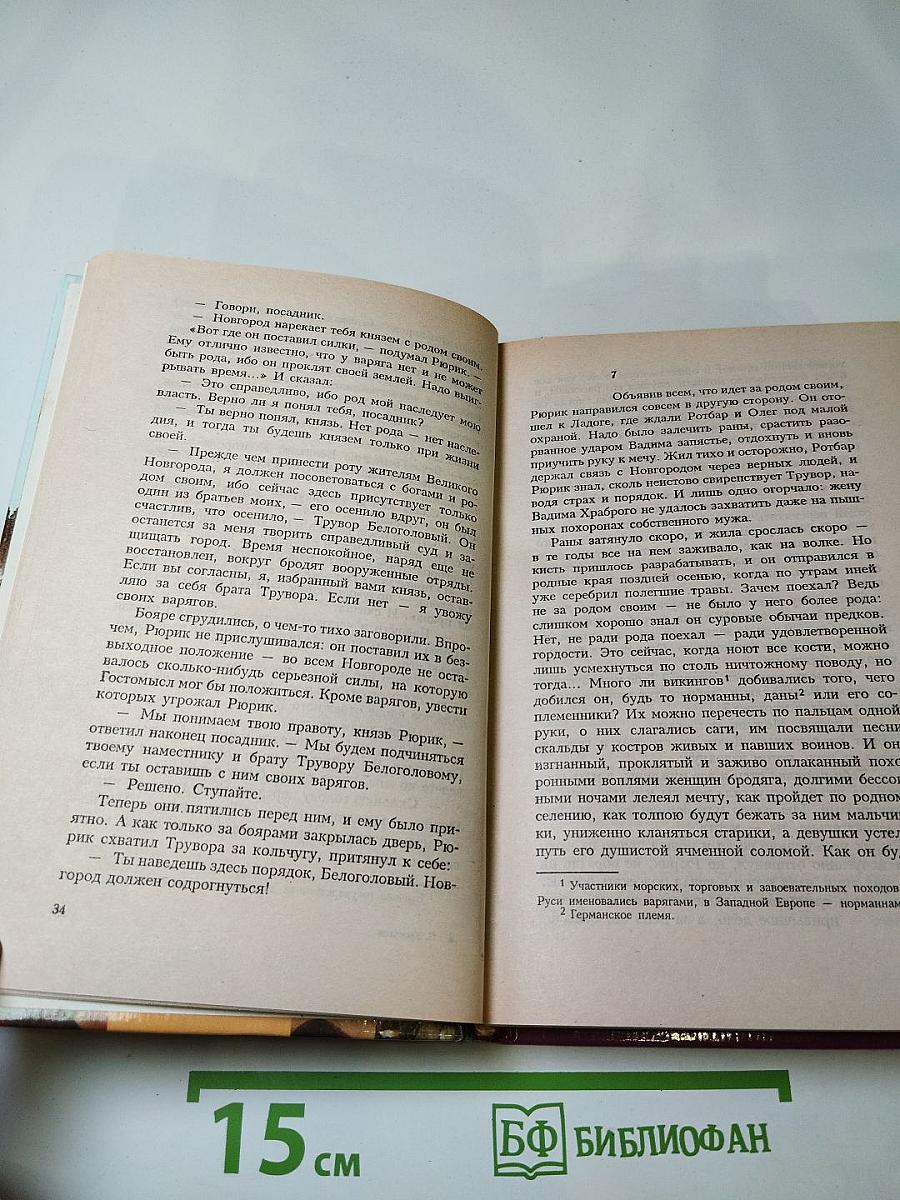 — Говори, посадник.
— Новгород нарекает тебя князем с родом своим.
«Вот где он поставил силки, — подумал Рюрик. —
Ему отлично известно, что у варяга нет и не может
быть рода, ибо он проклят своей землей. Надо выиг-
рывать время...» И сказал:
— Это справедливо, ибо род мой наследует мою
власть. Верно ли я понял тебя, посадник?
— Ты верно понял, князь. Нет рода — нет насле-
дия, и тогда ты будешь князем только при жизни
своей.
— Прежде чем принести роту жителям Великого
Новгорода, я должен посоветоваться с богами и ро-
дом своим, ибо сейчас здесь присутствует только
один из братьев моих, — его осенило вдруг, он был
счастлив, что осенило, — Трувор Белоголовый. Он
останется за меня творить справедливый суд и за-
щищать город. Время неспокойное, наряд еще не
восстановлен, вокруг бродят вооруженные отряды.
Если вы согласны, я, избранный вами князь, остав-
ляю за себя брата Трувора. Если нет — я увожу
своих варягов.
Бояре сгрудились, о чем-то тихо заговорили. Впро-
чем, Рюрик не прислушивался: он поставил их в без-
выходное положение — во всем Новгороде не оста-
валось сколько-нибудь серьезной силы, на которую
Гостомысл мог бы положиться. Кроме варягов, увести
которых угрожал Рюрик.
— Мы понимаем твою правоту, князь Рюрик, —
ответил наконец посадник. — Мы будем подчиняться
твоему наместнику и брату Трувору Белоголовому,
если ты оставишь с ним своих варягов.
— Решено. Ступайте.
Теперь они пятились перед ним, и ему было при-
ятно. А как только за боярами закрылась дверь, Рю-
рик схватил Трувора за кольчугу, притянул к себе:
— Ты наведешь здесь порядок, Белоголовый. Нов-
город должен содрогнуться!
34
7
Объявив всем, что идет за родом своим,
Рюрик направился совсем в другую сторону. Он ото-
шел к Ладоге, где ждали Ротбар и Олег под малой
охраной. Надо было залечить раны, срастить разо-
рванное ударом Вадима запястье, отдохнуть и вновь
приучить руку к мечу. Жил тихо и осторожно, Ротбар
держал связь с Новгородом через верных людей, и
Рюрик знал, сколь неистово свирепствует Трувор, на-
водя страх и порядок. И лишь одно огорчало: жену
Вадима Храброго не удалось захватить даже на пыш-
ных похоронах собственного мужа.
Раны затянуло скоро, и жила срослась скоро —
в те годы все на нем заживало, как на волке. Но
кисть пришлось разрабатывать, и он отправился в
родные края поздней осенью, когда по утрам иней
уже серебрил полегшие травы. Зачем поехал? Ведь
не за родом своим — не было у него более рода:
слишком хорошо знал он суровые обычаи предков.
Нет, не ради рода поехал — ради удовлетворенной
гордости. Это сейчас, когда ноют все кости, можно
лишь усмехнуться по столь ничтожному поводу, но
тогда... Много ли викингов¹ добивались того, чего
добился он, будь то норманны, даны² или его со-
племенники? Их можно перечесть по пальцам одной
руки, о них слагались саги, им посвящали песни
скальды у костров живых и павших воинов. И он
изгнанный, проклятый и заживо оплаканный похо
ронными воплями женщин бродяга, долгими бессон
ными ночами лелеял мечту, как пройдет по родном
селению, как толпою будут бежать за ним мальчи
ки, униженно кланяться старики, а девушки устел
путь его душистой ячменной соломой. Как он бу
¹ Участники морских, торговых и завоевательных походов
Руси именовались варягами, в Западной Европе — норманнам
² Германское племя.
15 см
БФ БИБЛИОФАН